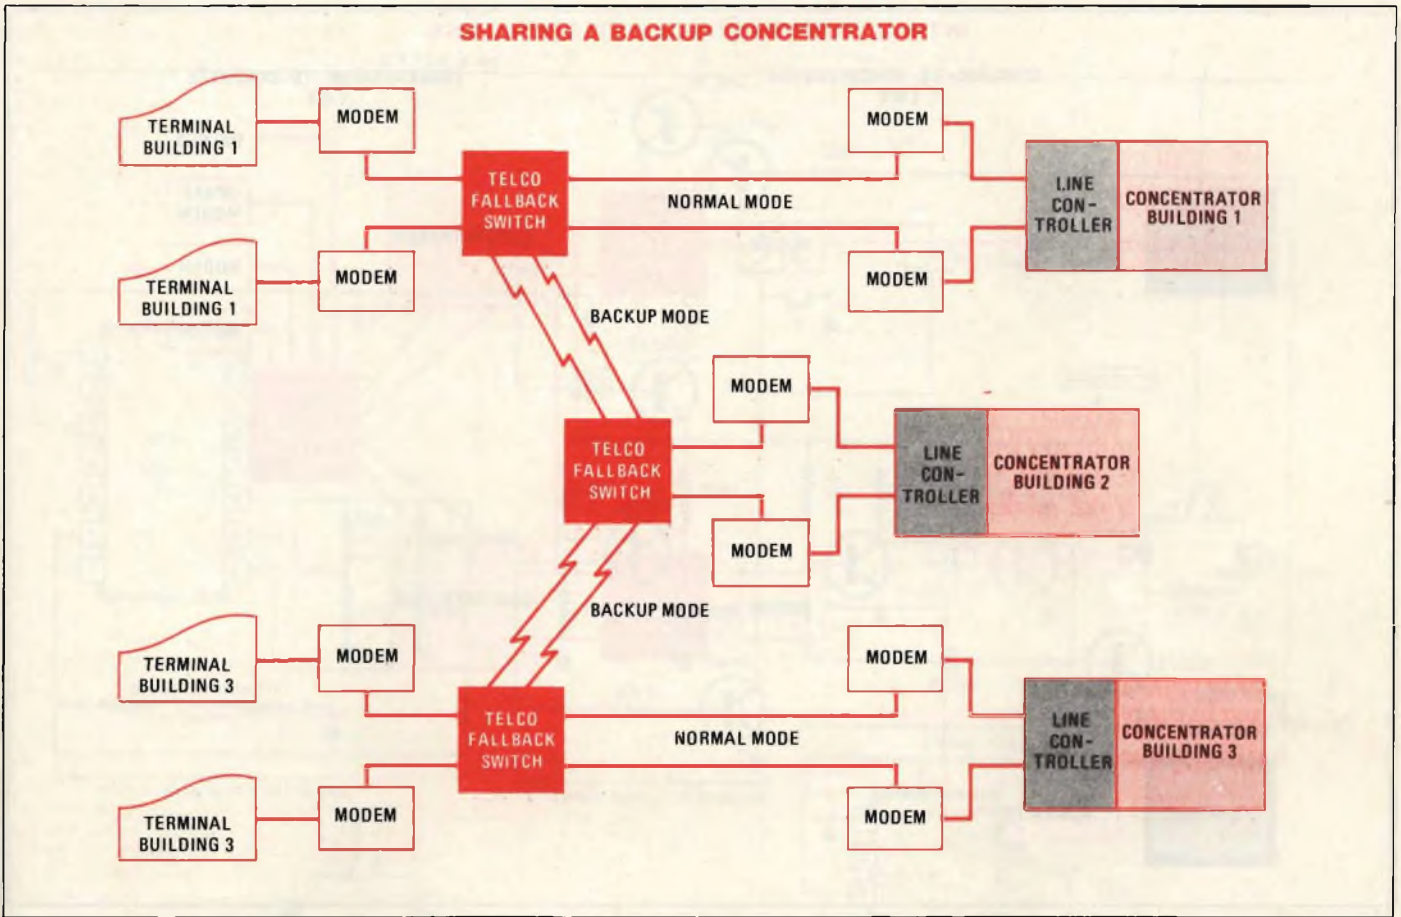 SHARING A BACKUP CONCENTRATOR
TERMINAL
BUILDING 1
MODEM
TELCO
FALLBACK
SWITCH
NORMAL MODE
MODEM
LINE
CON-
TROLLER
CONCENTRATOR
BUILDING 1
TERMINAL
BUILDING 1
MODEM
MODEM
BACKUP MODE
MODEM
TELCO
FALLBACK
SWITCH
LINE
CON-
TROLLER
CONCENTRATOR
BUILDING 2
MODEM
BACKUP MODE
TERMINAL
BUILDING 3
MODEM
TELCO
FALLBACK
SWITCH
NORMAL MODE
MODEM
LINE
CON-
TROLLER
CONCENTRATOR
BUILDING 3
TERMINAL
BUILDING 3
MODEM
MODEM